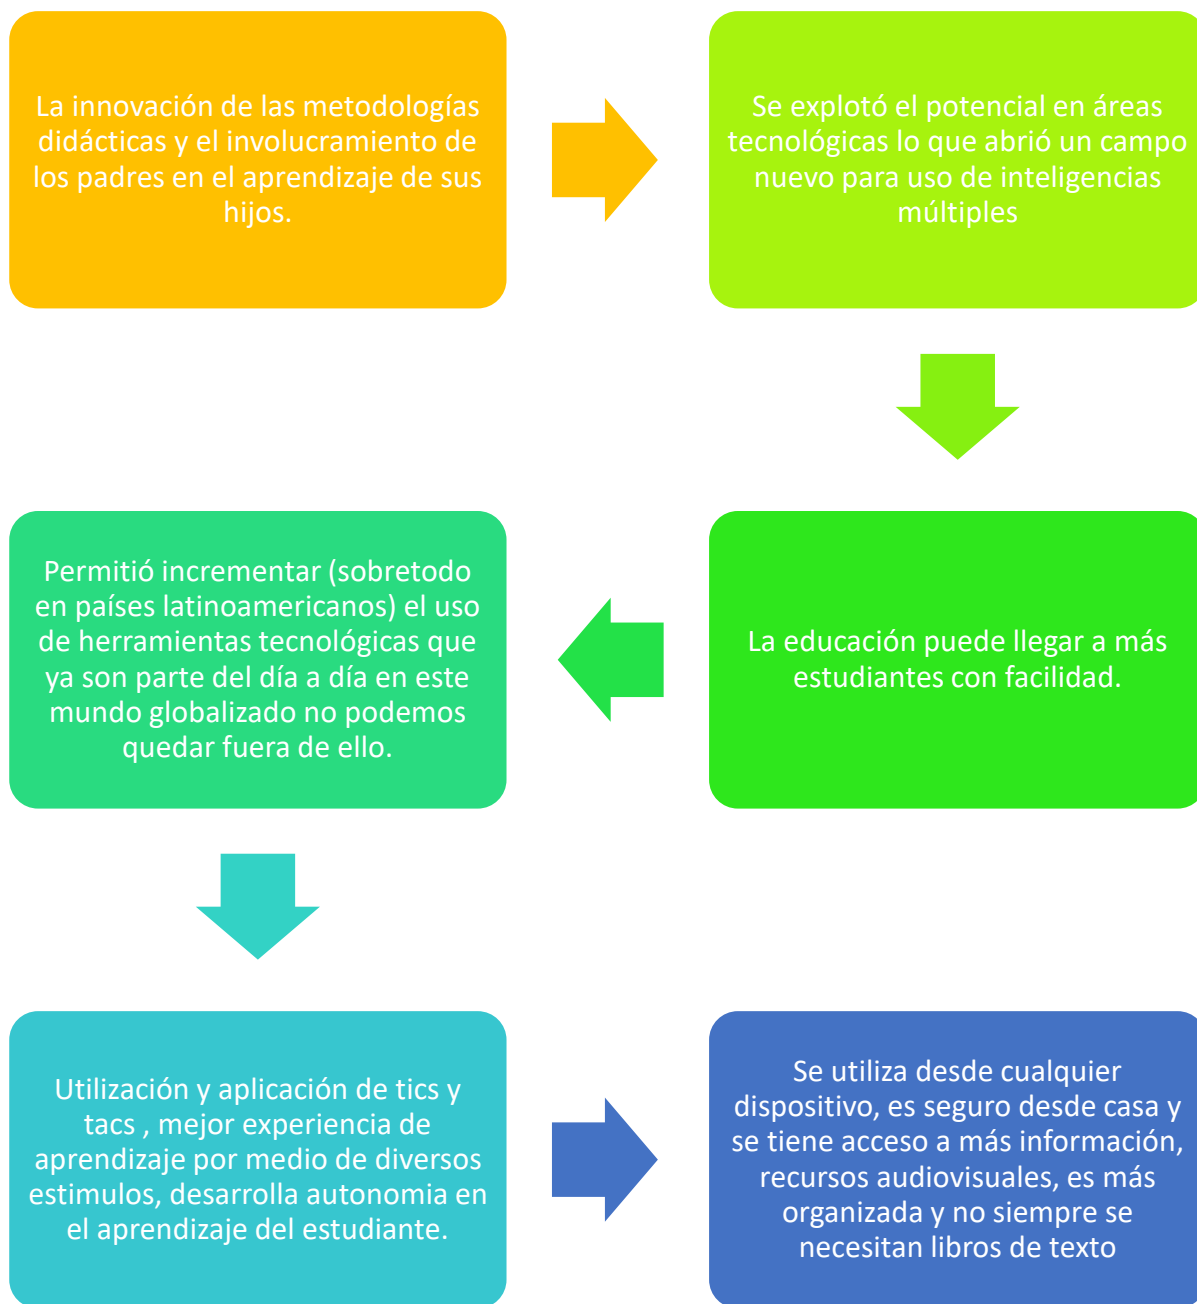 La innovación de las metodologías
didácticas y el involucramiento de
los padres en el aprendizaje de sus
hijos.
Se explotó el potencial en áreas
tecnológicas lo que abrió un campo
nuevo para uso de inteligencias
múltiples
La educación puede llegar a más
estudiantes con facilidad.
Permitió incrementar (sobretodo
en países latinoamericanos) el uso
de herramientas tecnológicas que
ya son parte del día a día en este
mundo globalizado no podemos
quedar fuera de ello.
Utilización y aplicación de tics y
tacs , mejor experiencia de
aprendizaje por medio de diversos
estimulos, desarrolla autonomia en
el aprendizaje del estudiante.
Se utiliza desde cualquier
dispositivo, es seguro desde casa y
se tiene acceso a más información,
recursos audiovisuales, es más
organizada y no siempre se
necesitan libros de texto